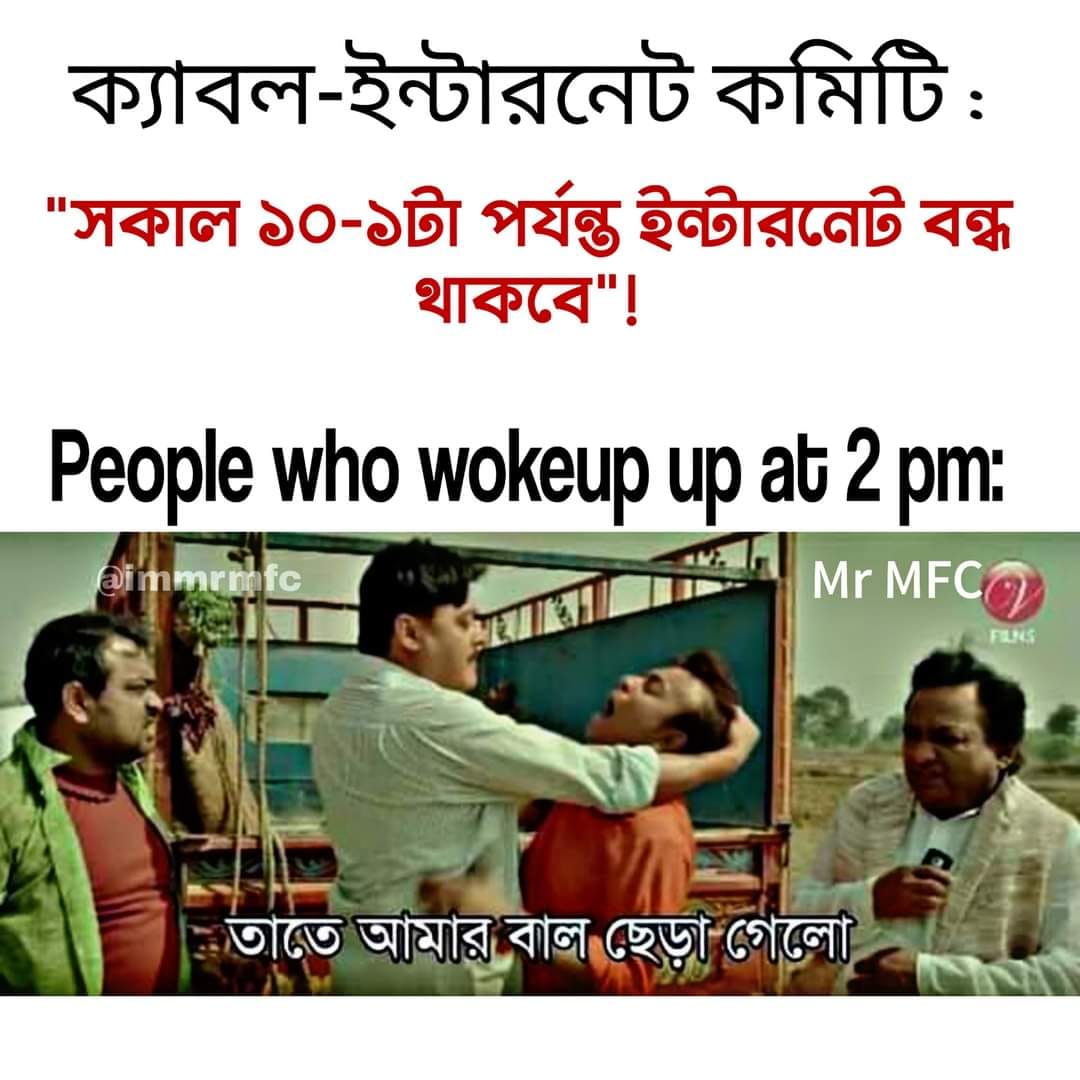 ক্যাবল-ইন্টারনেট কমিটি :
"সকাল ১০-১টা পর্যন্ত ইন্টারনেট বন্ধ
থাকবে"!
People who wokeup up at 2 pm:
@immrmfc
Mr MFC
FILMS
তাতে আমার বাল ছেড়া গেলো